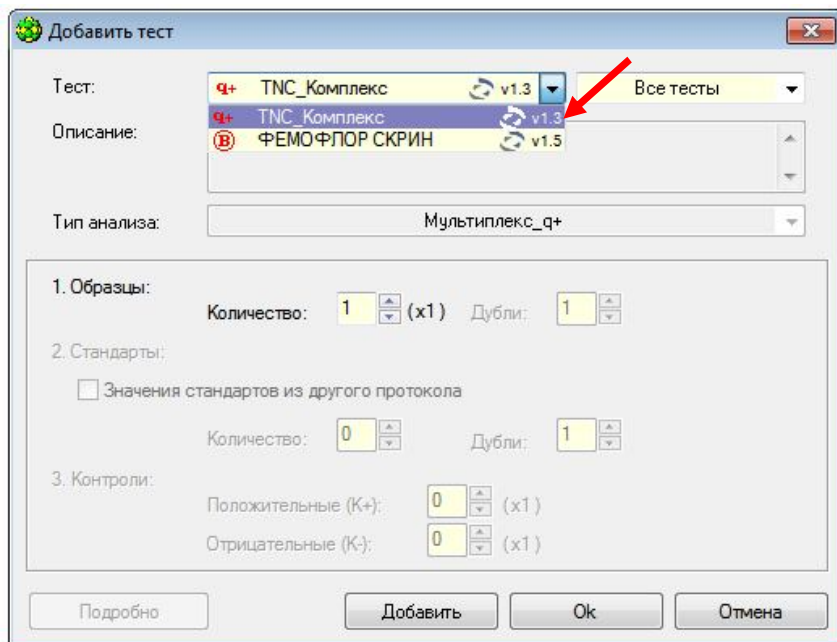 Добавить тест
Тест: q+ TNC_Комплекс v1.3 Все тесты
q+ TNC_Комплекс v1.3
Описание: B ФЕМОФЛОР СКРИН v1.5
Тип анализа: Мультиплекс_q+
1. Образцы:
Количество: 1 (x1) Дубли: 1
2. Стандарты:
Значения стандартов из другого протокола
Количество: 0 Дубли: 1
3. Контроли:
Положительные (К+): 0 (x1)
Отрицательные (К-): 0 (x1)
Подробно Добавить Ok Отмена